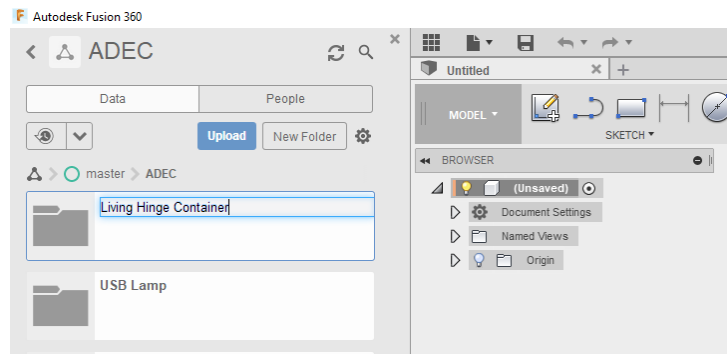 Autodesk Fusion 360
ADEC
Data People
Upload New Folder
master ADEC
Living Hinge Container
USB Lamp
Untitled
MODEL
SKETCH
BROWSER
(Unsaved)
Document Settings
Named Views
Origin